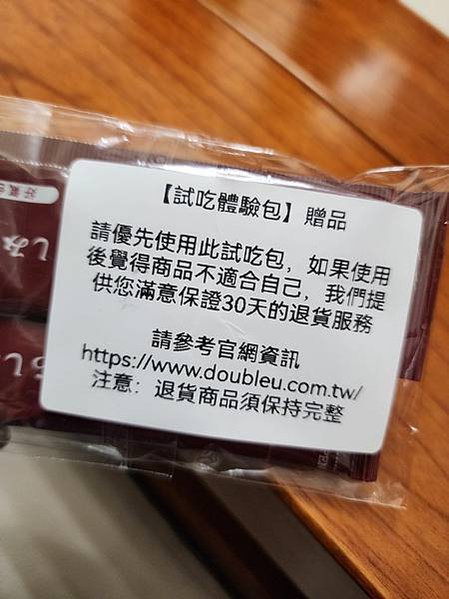 【試吃體驗包】贈品
請優先使用此試吃包，如果使用
後覺得商品不適合自己，我們提
供您滿意保證30天的退貨服務
請參考官網資訊
https://www.doubleu.com.tw/
注意：退貨商品須保持完整